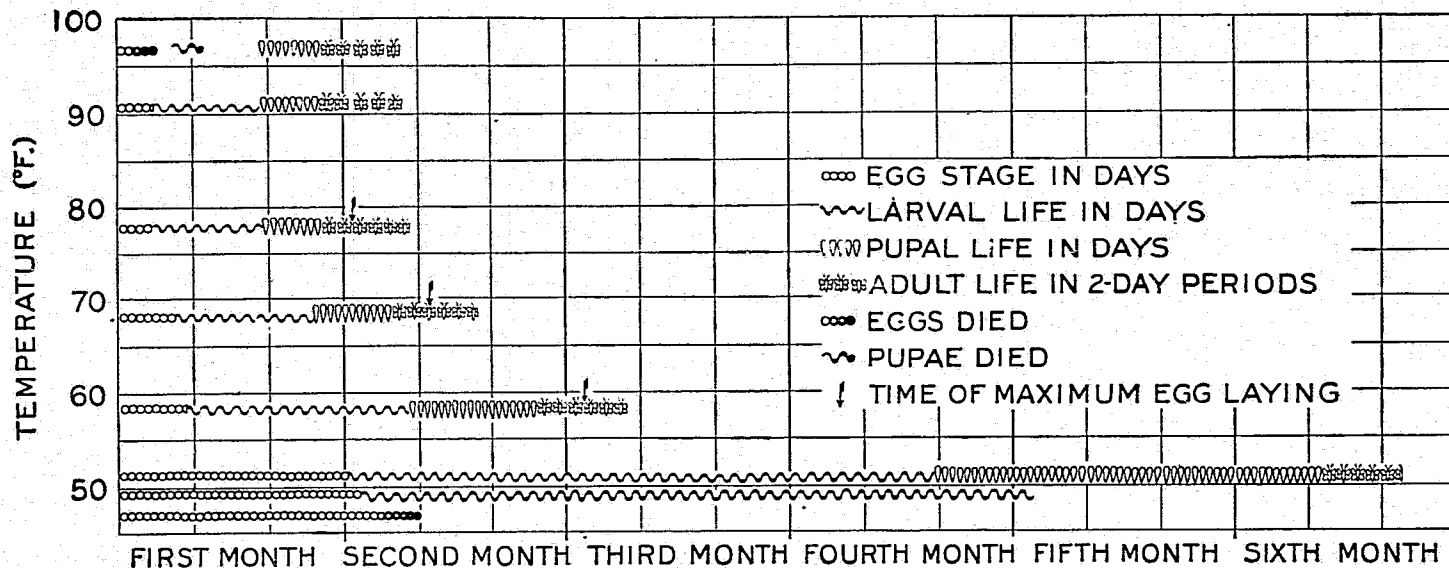 100
90
80
70
60
50
TEMPERATURE (°F.)
EGG STAGE IN DAYS
LARVAL LIFE IN DAYS
PUPAL LIFE IN DAYS
ADULT LIFE IN 2-DAY PERIODS
EGGS DIED
PUPAE DIED
TIME OF MAXIMUM EGG LAYING
FIRST MONTH SECOND MONTH THIRD MONTH FOURTH MONTH FIFTH MONTH SIXTH MONTH